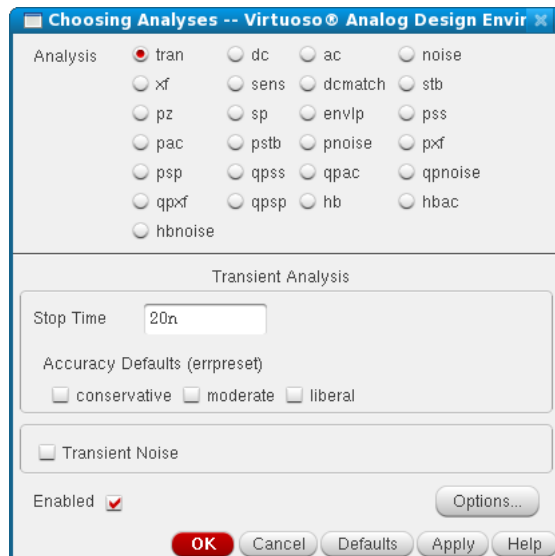 Choosing Analyses -- Virtuoso® Analog Design Envir
Analysis tran dc ac noise
xf sens dcmatch stb
pz sp envlp pss
pac pstb pnoise pxf
psp qpss qpac qpnoise
qpxf qpsp hb hbac
hbnoise
Transient Analysis
Stop Time 20n
Accuracy Defaults (errpreset)
conservative moderate liberal
Transient Noise
Enabled Options...
OK Cancel Defaults Apply Help